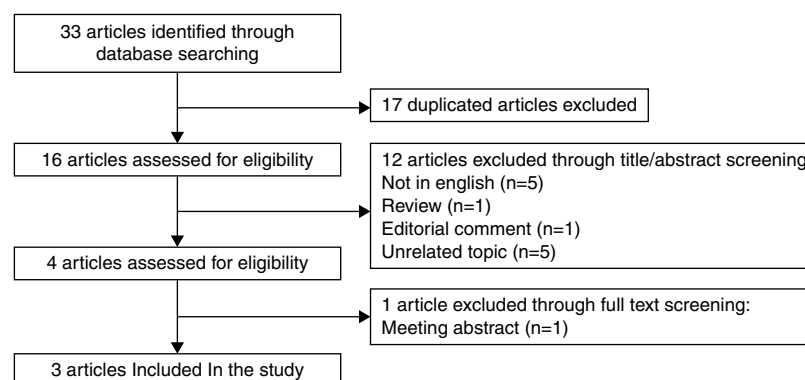 33 articles identified through
database searching
17 duplicated articles excluded
16 articles assessed for eligibility
12 articles excluded through title/abstract screening
Not in english (n=5)
Review (n=1)
Editorial comment (n=1)
Unrelated topic (n=5)
4 articles assessed for eligibility
1 article excluded through full text screening:
Meeting abstract (n=1)
3 articles Included In the study